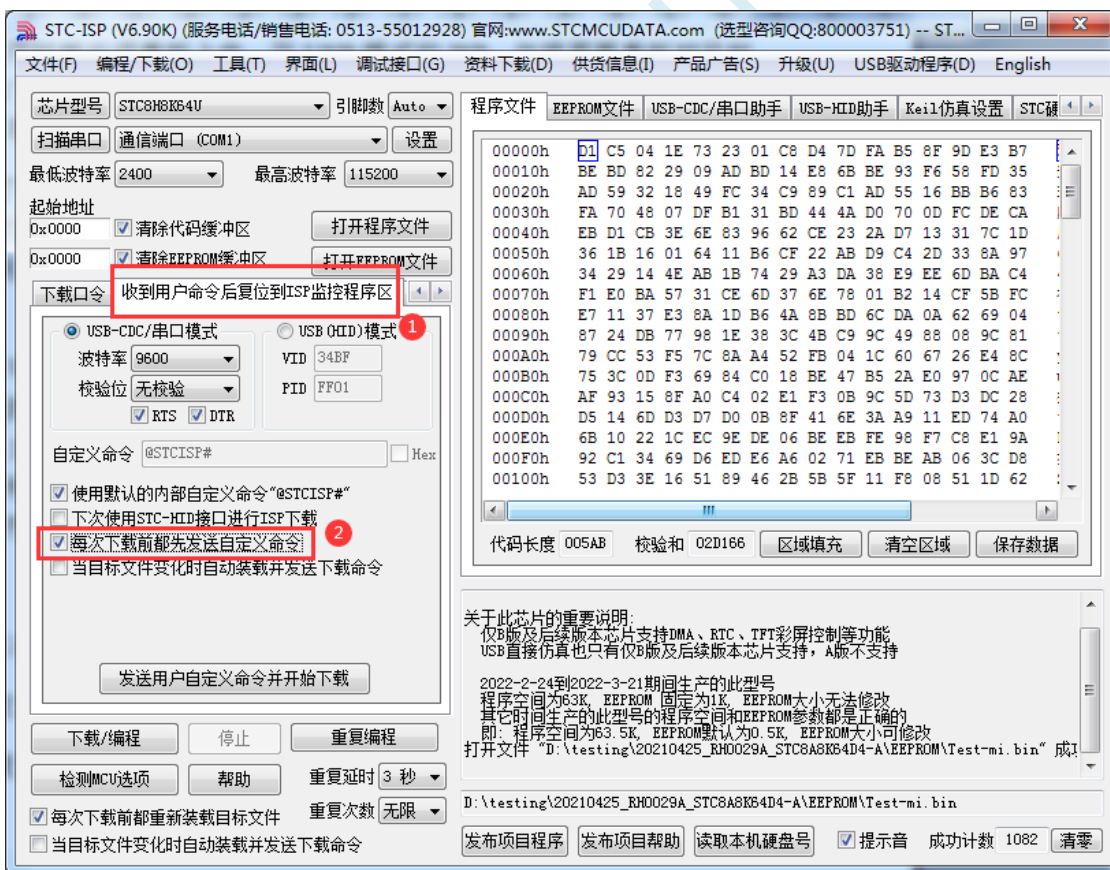 STC-ISP (V6.90K) (服务电话/销售电话: 0513-55012928) 官网:www.STCMCUDATA.com (选型咨询QQ:800003751) -- ST...
文件(F) 编程/下载(O) 工具(T) 界面(L) 调试接口(G) 资料下载(D) 供货信息(I) 产品广告(S) 升级(U) USB驱动程序(D) English
芯片型号 STC8H8K64U 引脚数 Auto
扫描串口 通信端口 (COM1) 设置
最低波特率 2400 最高波特率 115200
起始地址
0x0000 清除代码缓冲区 打开程序文件
0x0000 清除EEPROM缓冲区 打开EEPROM文件
下载口令 收到用户命令后复位到ISP监控程序区
1
USB-CDC/串口模式 USB(HID)模式
波特率 9600 VID 34BF
校验位 无校验 PID FF01
RTS DTR
自定义命令 @STCISP# Hex
使用默认的内部自定义命令"@STCISP#"
下次使用STC-HID接口进行ISP下载
每次下载前都先发送自定义命令 2
当目标文件变化时自动装载并发送下载命令
发送用户自定义命令并开始下载
下载/编程 停止 重复编程
检测MCU选项 帮助 重复延时 3 秒
每次下载前都重新装载目标文件 重复次数 无限
当目标文件变化时自动装载并发送下载命令
程序文件 EEPROM文件 USB-CDC/串口助手 USB-HID助手 Keil仿真设置 STC硬
00000h D1 C5 04 1E 73 23 01 C8 D4 7D FA B5 8F 9D E3 B7
00010h BE BD 82 29 09 AD BD 14 E8 6B BE 93 F6 58 FD 35
00020h AD 59 32 18 49 FC 34 C9 89 C1 AD 55 16 BB B6 83
00030h FA 70 48 07 DF B1 31 BD 44 4A D0 70 0D FC DE CA
00040h EB D1 CB 3E 6E 83 96 62 CE 23 2A D7 13 31 7C 1D
00050h 36 1B 16 01 64 11 B6 CF 22 AB D9 C4 2D 33 8A 97
00060h 34 29 14 4E AB 1B 74 29 A3 DA 38 E9 EE 6D BA C4
00070h F1 E0 BA 57 31 CE 6D 37 6E 78 01 B2 14 CF 5B FC
00080h E7 11 37 E3 8A 1D B6 4A 8B BD 6C DA 0A 62 69 04
00090h 87 24 DB 77 98 1E 38 3C 4B C9 9C 49 88 08 9C 81
000A0h 79 CC 53 F5 7C 8A A4 52 FB 04 1C 60 67 26 E4 8C
000B0h 75 3C 0D F3 69 84 C0 18 BE 47 B5 2A E0 97 0C AE
000C0h AF 93 15 8F A0 C4 02 E1 F3 0B 9C 5D 73 D3 DC 28
000D0h D5 14 6D D3 D7 D0 0B 8F 41 6E 3A A9 11 ED 74 A0
000E0h 6B 10 22 1C EC 9E DE 06 BE EB FE 98 F7 C8 E1 9A
000F0h 92 C1 34 69 D6 ED E6 A6 02 71 EB BE AB 06 3C D8
00100h 53 D3 3E 16 51 89 46 2B 5B 5F 11 F8 08 51 1D 62
代码长度 005AB 校验和 02D166 区域填充 清空区域 保存数据
关于此芯片的重要说明:
仅B版及后续版本芯片支持DMA、RTC、TFT彩屏控制等功能
USB直接仿真也只有仅B版及后续版本芯片支持，A版不支持
2022-2-24到2022-3-21期间生产的此型号
程序空间为63K, EEPROM 固定为1K, EEPROM大小无法修改
其它时间生产的此型号的程序空间和EEPROM参数都是正确的
即: 程序空间为63.5K, EEPROM默认为0.5K, EEPROM大小可修改
打开文件 "D:\testing\20210425_RH0029A_STC8A8K64D4-A\EEPROM\Test-mi.bin" 成功
D:\testing\20210425_RH0029A_STC8A8K64D4-A\EEPROM\Test-mi.bin
发布项目程序 发布项目帮助 读取本机硬盘号 提示音 成功计数 1082 清零